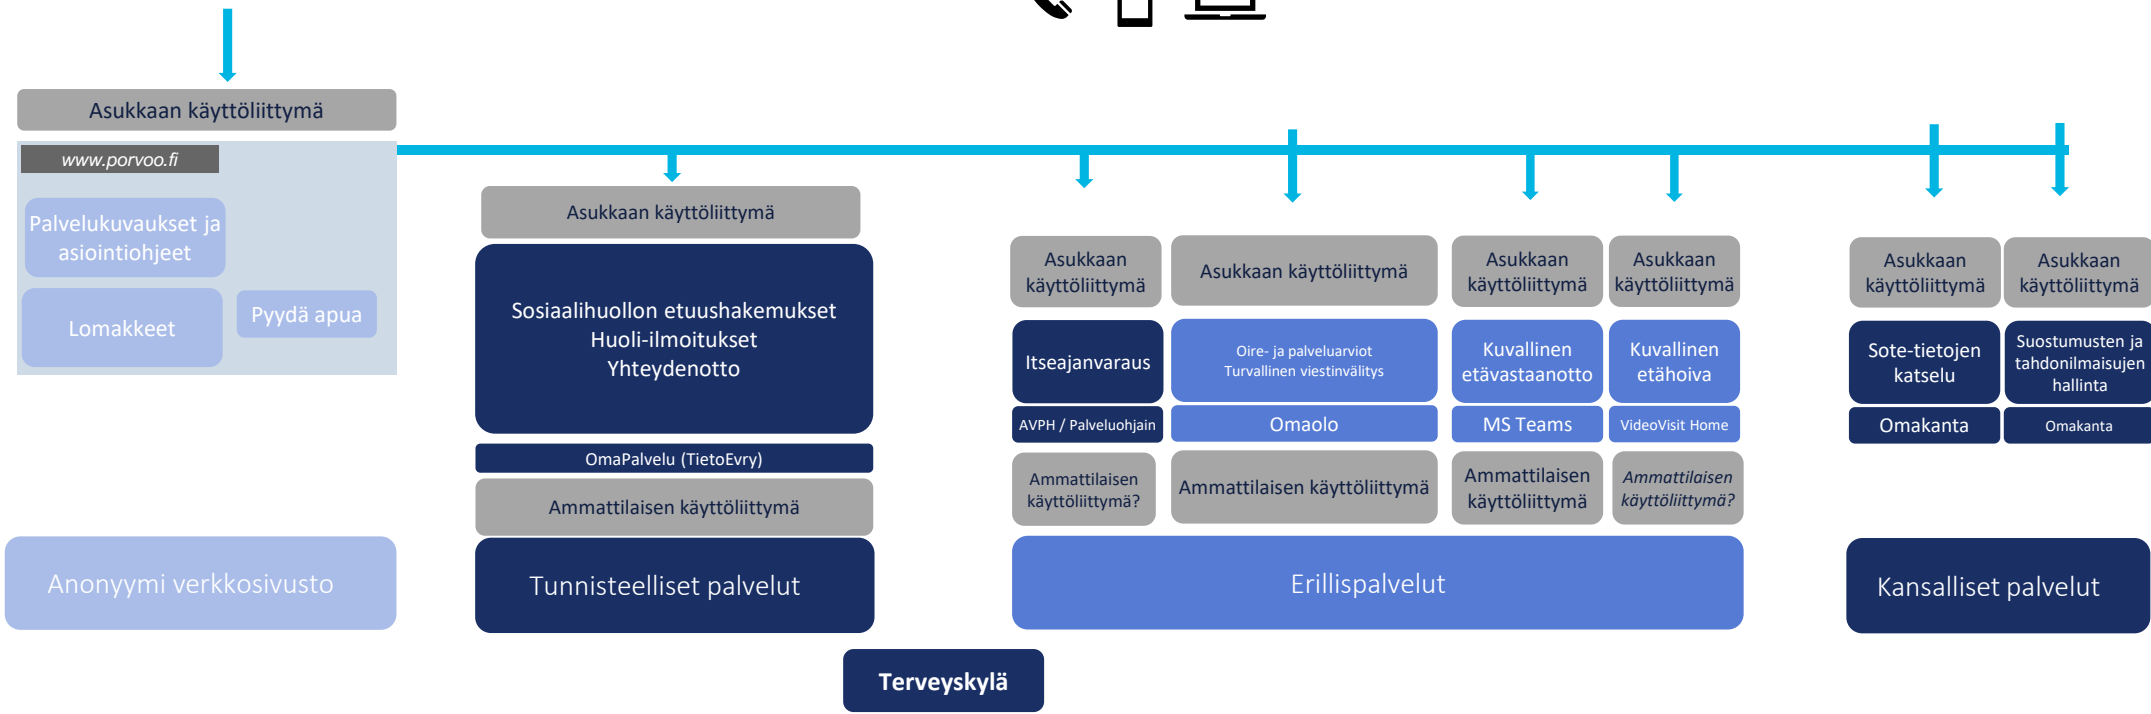 Asukkaan käyttöliittymä
www.porvoo.fi
Palvelukuvaukset ja
asiointiohjeet
Lomakkeet
Pyydä apua
Anonyymi verkkosivusto
Asukkaan käyttöliittymä
Sosiaalihuollon etuushakemukset
Huoli-ilmoitukset
Yhteydenotto
OmaPalvelu (TietoEvry)
Ammattilaisen käyttöliittymä
Tunnisteelliset palvelut
Asukkaan
käyttöliittymä
Itseajanvaraus
AVPH / Palveluohjain
Ammattilaisen
käyttöliittymä?
Asukkaan käyttöliittymä
Oire- ja palveluarviot
Turvallinen viestinvälitys
Omaolo
Ammattilaisen käyttöliittymä
Asukkaan
käyttöliittymä
Kuvallinen
etävastaanotto
MS Teams
Ammattilaisen
käyttöliittymä
Asukkaan
käyttöliittymä
Kuvallinen
etähoiva
VideoVisit Home
Ammattilaisen
käyttöliittymä?
Erillispalvelut
Asukkaan
käyttöliittymä
Sote-tietojen
katselu
Omakanta
Asukkaan
käyttöliittymä
Suostumusten ja
tahdonilmaisujen
hallinta
Omakanta
Kansalliset palvelut
Terveyskylä